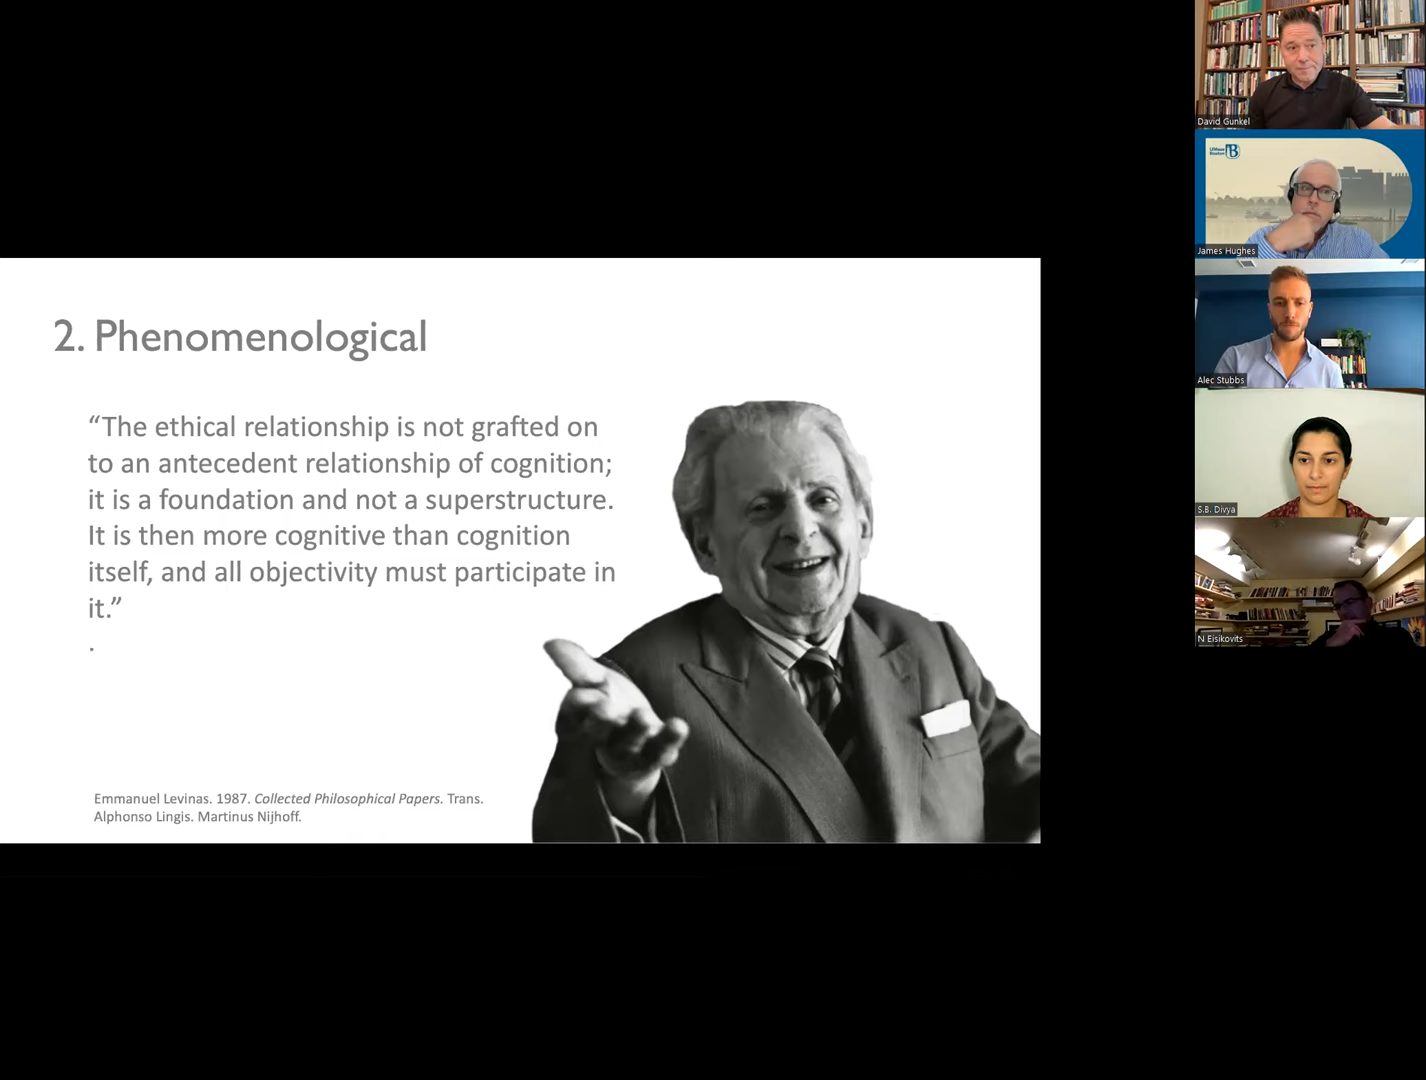 2. Phenomenological
“The ethical relationship is not grafted on
to an antecedent relationship of cognition;
it is a foundation and not a superstructure.
It is then more cognitive than cognition
itself, and all objectivity must participate in
it.”
.
Emmanuel Levinas. 1987. Collected Philosophical Papers. Trans.
Alphonso Lingis. Martinus Nijhoff.
David Gunkel
UMass
Boston
James Hughes
Alec Stubbs
S.B. Divya
N Eisikovits